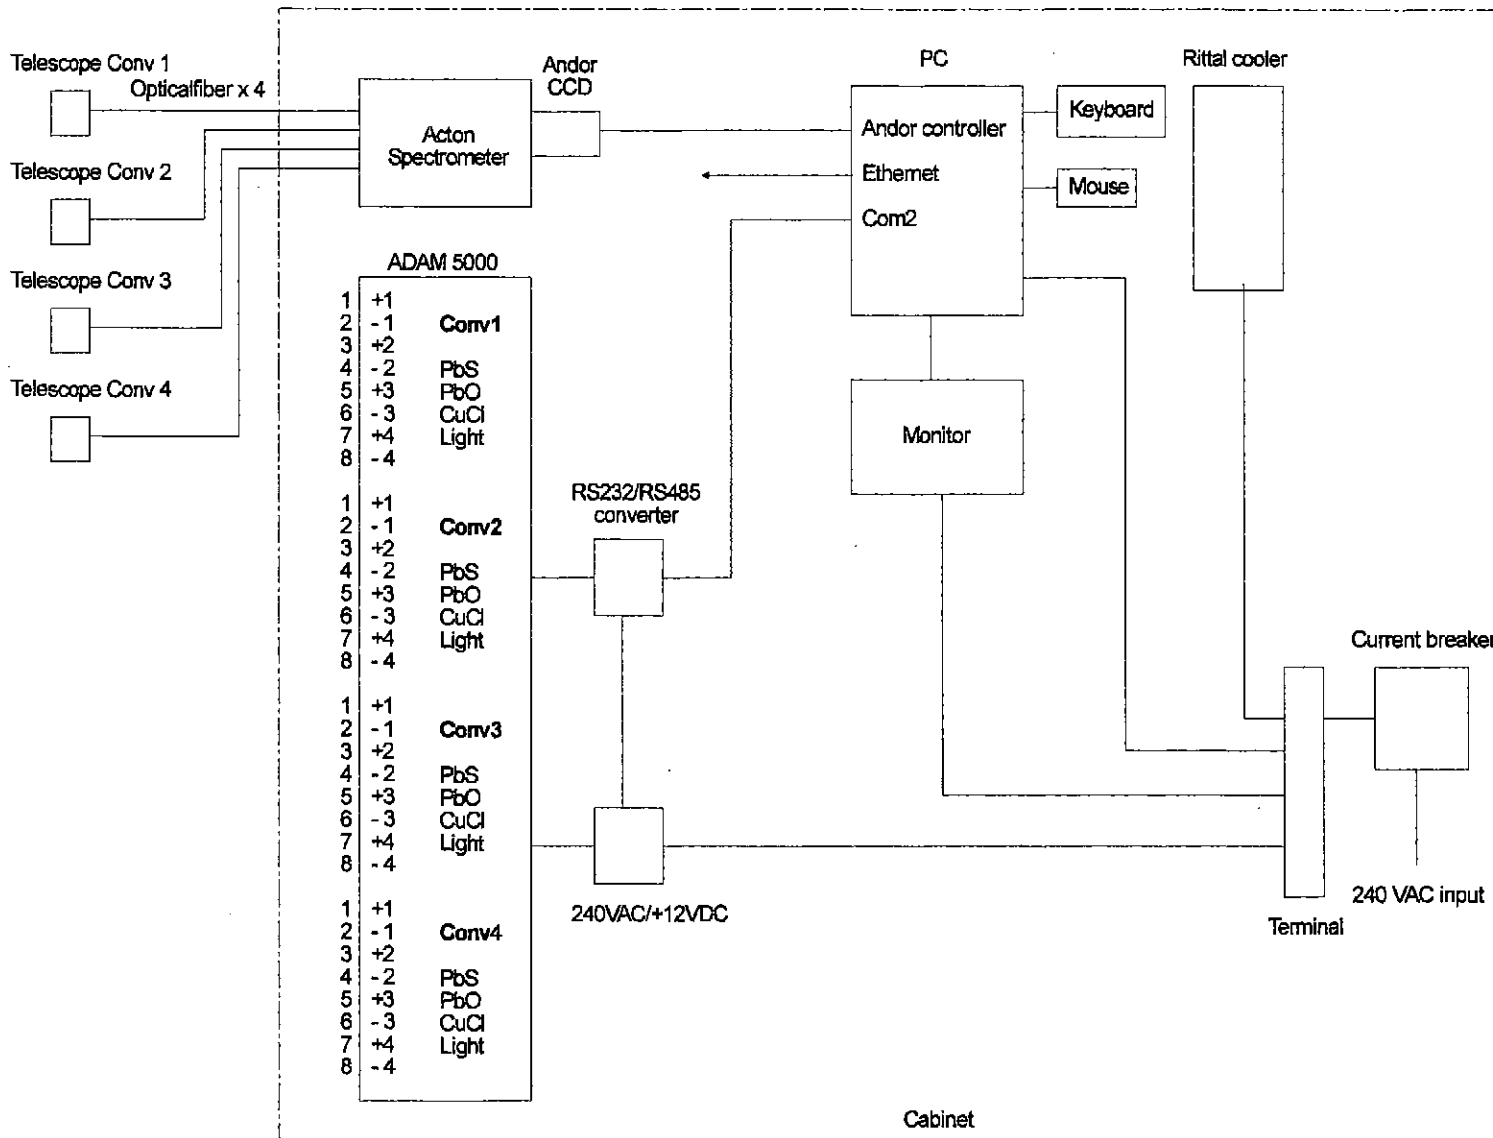 Telescope Conv 1
Opticalfiber x 4
Telescope Conv 2
Telescope Conv 3
Telescope Conv 4
Acton
Spectrometer
Andor
CCD
PC
Andor controller
Ethernet
Com2
Keyboard
Mouse
Rittal cooler
Monitor
ADAM 5000
1 +1
2 - 1 Conv1
3 +2
4 - 2 PbS
5 +3 PbO
6 - 3 CuCl
7 +4 Light
8 - 4
1 +1
2 - 1 Conv2
3 +2
4 - 2 PbS
5 +3 PbO
6 - 3 CuCl
7 +4 Light
8 - 4
1 +1
2 - 1 Conv3
3 +2
4 - 2 PbS
5 +3 PbO
6 - 3 CuCl
7 +4 Light
8 - 4
1 +1
2 - 1 Conv4
3 +2
4 - 2 PbS
5 +3 PbO
6 - 3 CuCl
7 +4 Light
8 - 4
RS232/RS485
converter
240VAC/+12VDC
Current breaker
240 VAC input
Terminal
Cabinet